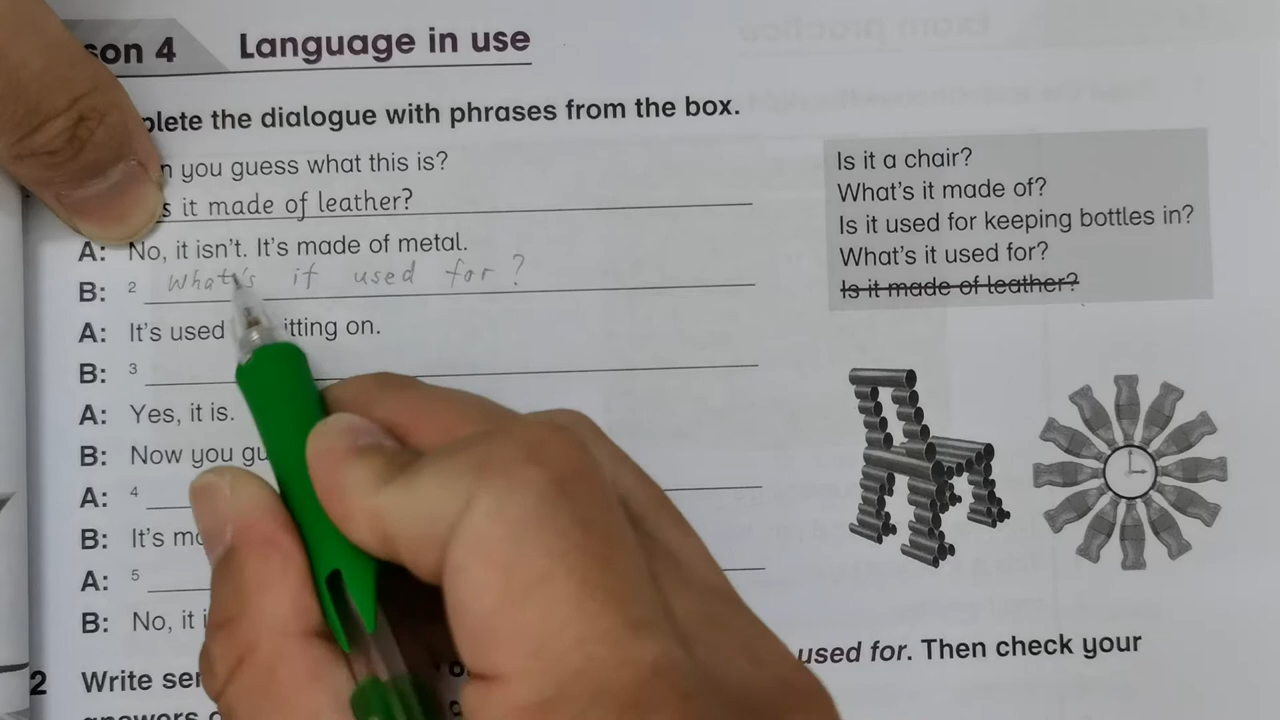 son 4 Language in use
plete the dialogue with phrases from the box.
you guess what this is?
s it made of leather?
A: No, it isn't. It's made of metal.
B: 2 What's it used for?
A: It's used itting on.
B: 3
A: Yes, it is.
B: Now you gu
A: 4
B: It's
A: 5
B: No, it
Is it a chair?
What's it made of?
Is it used for keeping bottles in?
What's it used for?
Is it made of leather?
2 Write used for. Then check your
answers